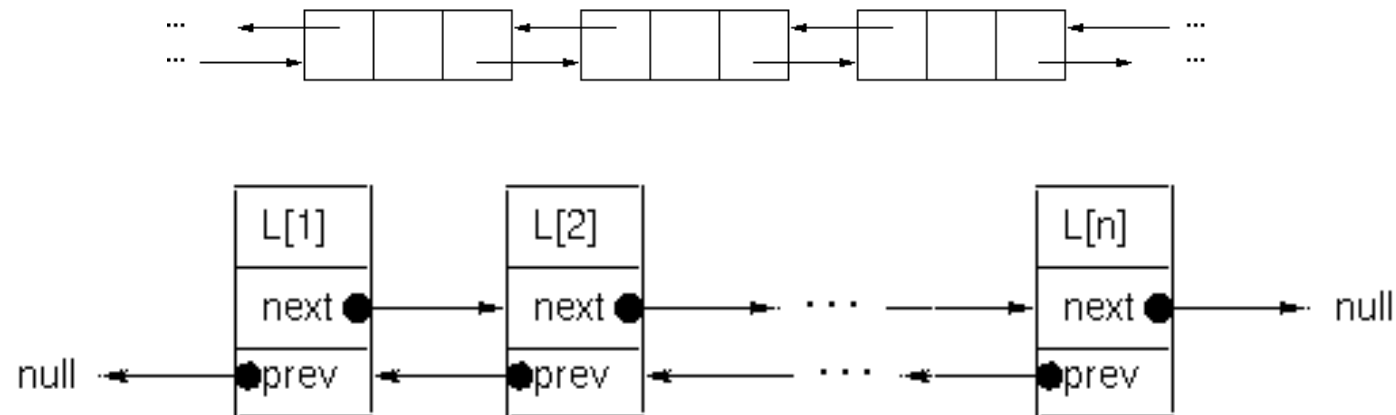 ... ...
... ...
L[1] L[2] L[n]
next next ... next null
null prev prev ... prev